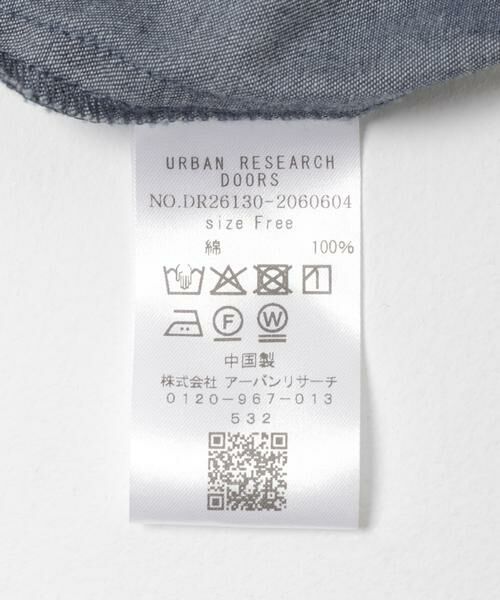 URBAN RESEARCH
DOORS
NO.DR26130-2060604
size Free
綿 100%
F W
中国製
株式会社 アーバンリサーチ
0120-967-013
532